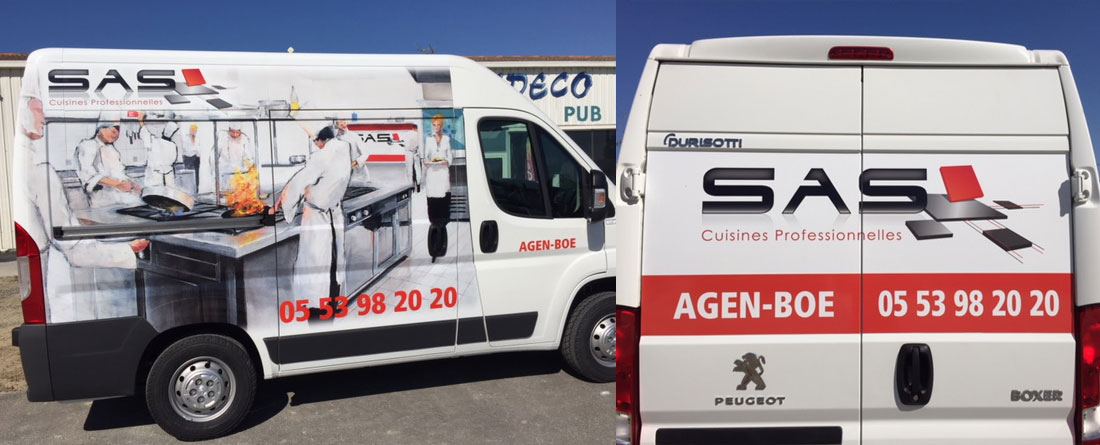 SAS
Cuisines Professionnelles
DECO
PUB
SAS
AGEN-BOE
05 53 98 20 20
DURISOTTI
SAS
Cuisines Professionnelles
AGEN-BOE 05 53 98 20 20
PEUGEOT
BOXER